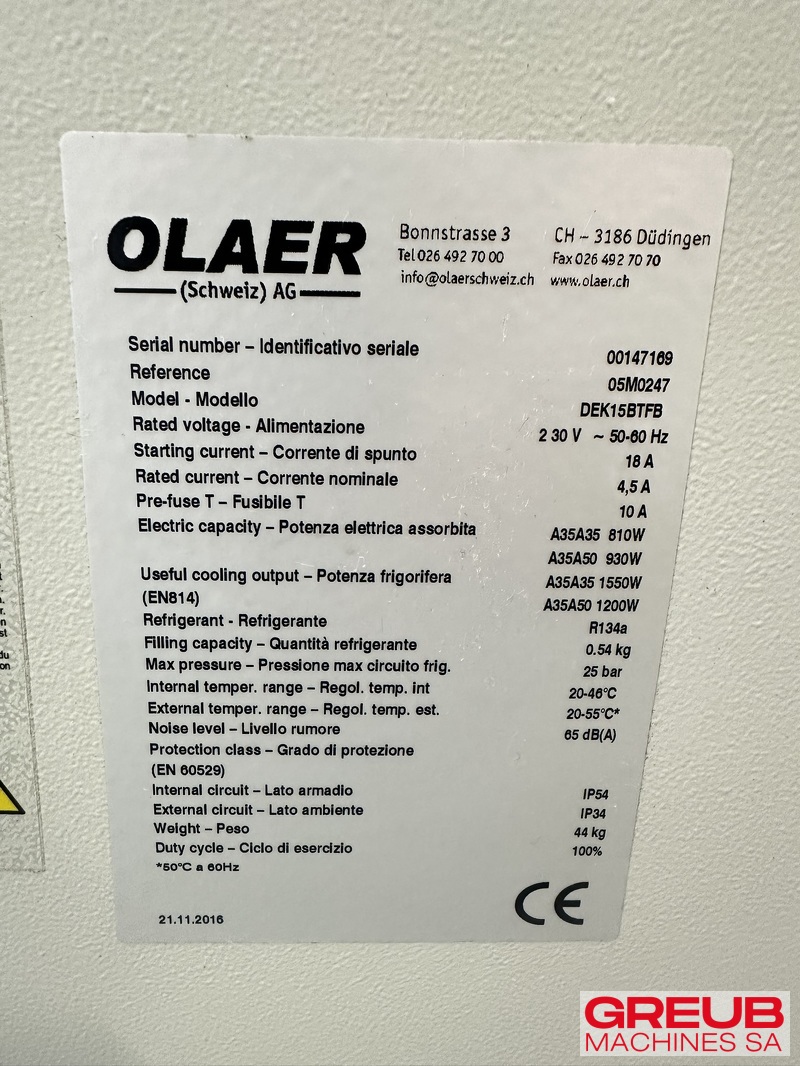 OLAER
(Schweiz) AG
Bonnstrasse 3 CH – 3186 Düdingen
Tel 026 492 70 00 Fax 026 492 70 70
info@olaerschweiz.ch www.olaer.ch
Serial number – Identificativo seriale 00147169
Reference 05M0247
Model - Modello DEK15BTFB
Rated voltage - Alimentazione 2 30 V ~ 50-60 Hz
Starting current – Corrente di spunto 18 A
Rated current - Corrente nominale 4,5 A
Pre-fuse T – Fusibile T 10 A
Electric capacity – Potenza elettrica assorbita A35A35 810W
A35A50 930W
Useful cooling output – Potenza frigorifera A35A35 1550W
(EN814) A35A50 1200W
Refrigerant - Refrigerante R134a
Filling capacity – Quantità refrigerante 0.54 kg
Max pressure – Pressione max circuito frig. 25 bar
Internal temper. range – Regol. temp. int 20-46°C
External temper. range – Regol. temp. est. 20-55°C*
Noise level – Livello rumore 65 dB(A)
Protection class – Grado di protezione
(EN 60529)
Internal circuit – Lato armadio IP54
External circuit – Lato ambiente IP34
Weight – Peso 44 kg
Duty cycle – Ciclo di esercizio 100%
*50°C a 60Hz
21.11.2016
CE
GREUB
MACHINES SA